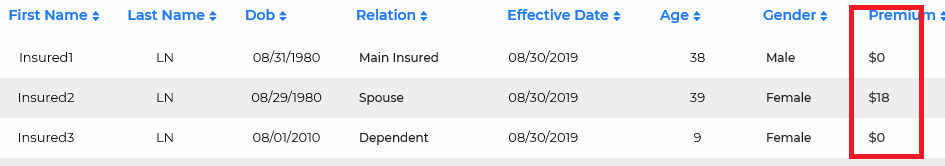 First Name Last Name Dob Relation Effective Date Age Gender Premium
Insured1 LN 08/31/1980 Main Insured 08/30/2019 38 Male $0
Insured2 LN 08/29/1980 Spouse 08/30/2019 39 Female $18
Insured3 LN 08/01/2010 Dependent 08/30/2019 9 Female $0